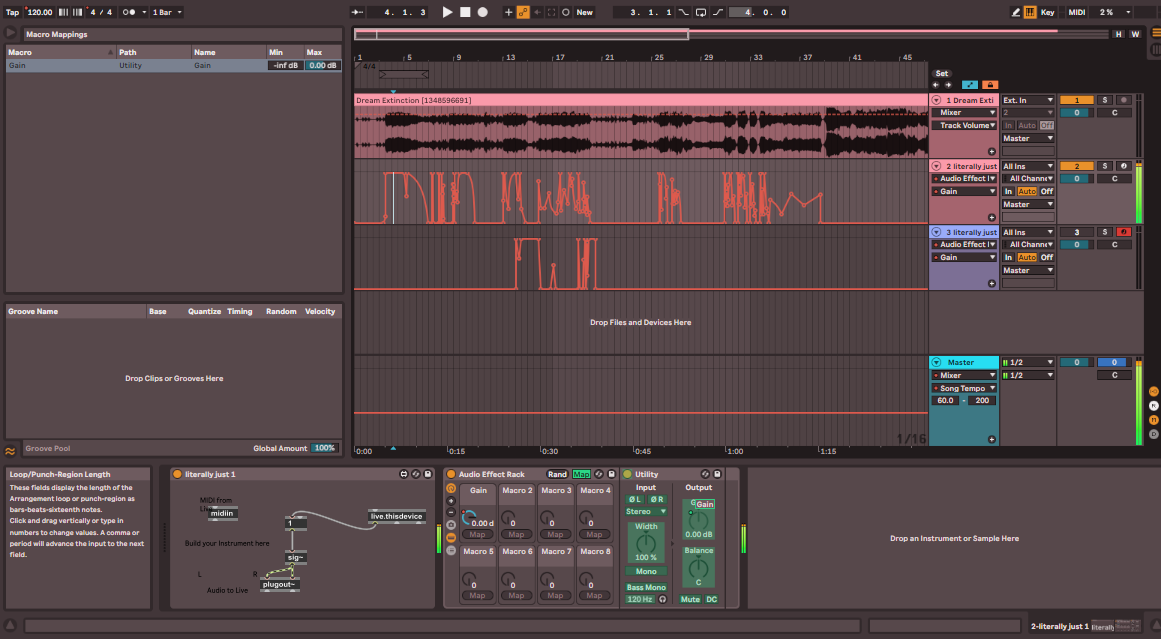 Tap 120.00 4 / 4 1 Bar 4. 1. 3 New 3. 1. 1 4. 0. 0 Key MIDI 2 %
Macro Mappings
Macro Path Name Min Max
Gain Utility Gain -inf dB 0.00 dB
H W
1 5 9 13 17 21 25 29 33 37 41 45
4/4
Set
Dream Extinction [1348596691]
1 Dream Exti Ext. In 1 S
Mixer 2 0 C
Track Volume In Auto Off
Master
2 literally just All Ins 2 S
Audio Effect All Channe 0 C
Gain In Auto Off
Master
3 literally just All Ins 3 S
Audio Effect All Channe 0 C
Gain In Auto Off
Master
Groove Name Base Quantize Timing Random Velocity
Drop Clips or Grooves Here
Groove Pool Global Amount 100%
Drop Files and Devices Here
Master 1/2 0 0
Mixer 1/2 C
Song Tempo
60.0 - 200
1/16
0:00 0:15 0:30 0:45 1:00 1:15
Loop/Punch-Region Length
These fields display the length of the
Arrangement loop or punch-region as
bars-beats-sixteenth notes.
Click and drag vertically or type in
numbers to change values. A comma or
period will advance the input to the next
field.
literally just 1
MIDI from
Live
midiin
live.thisdevice
1
Build your Instrument here
sig~
L R
plugout~
Audio to Live
Audio Effect Rack Rand Map
Gain Macro 2 Macro 3 Macro 4
0.00 d 0 0 0
Map Map Map Map
Macro 5 Macro 6 Macro 7 Macro 8
0 0 0 0
Map Map Map Map
Utility
Input Output
Ø L Ø R Gain
Stereo
Width 0.00 dB
100 % Balance
Mono
Bass Mono C
120 Hz Mute DC
Drop an Instrument or Sample Here
2-literally just 1 literally